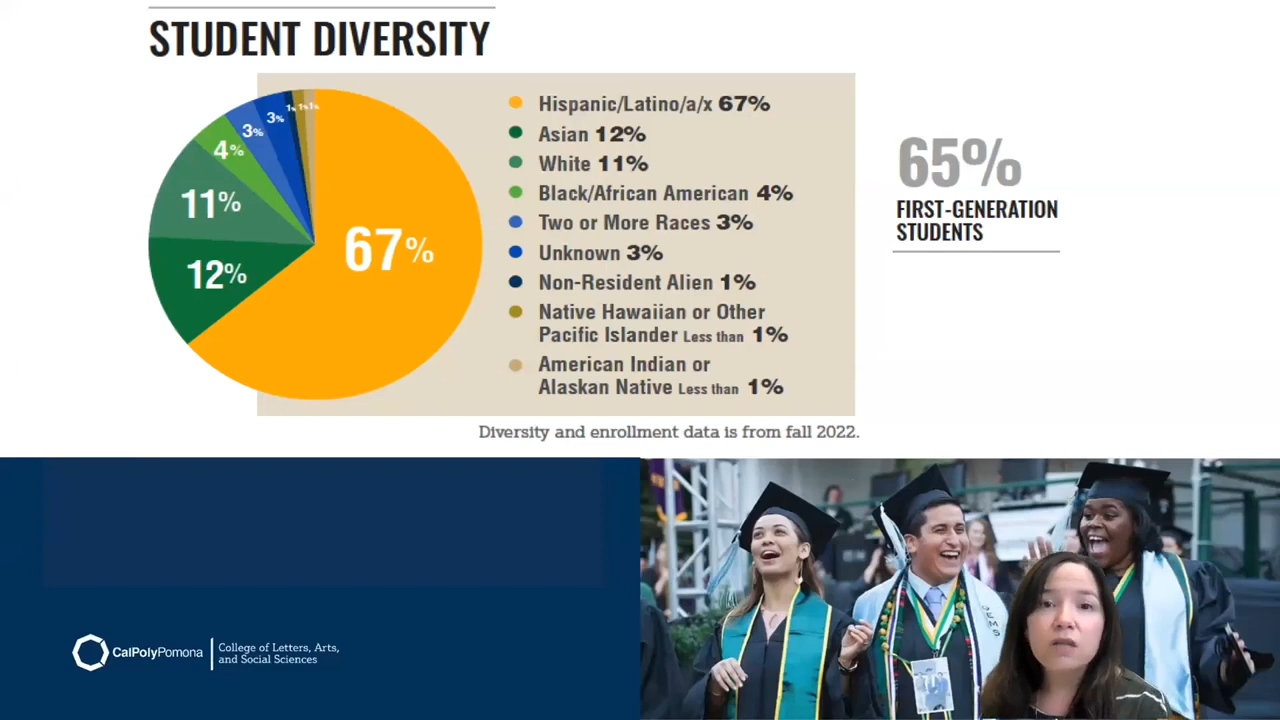 STUDENT DIVERSITY
67%
12%
11%
4%
3%
3%
1%
1%
1%
Hispanic/Latino/a/x 67%
Asian 12%
White 11%
Black/African American 4%
Two or More Races 3%
Unknown 3%
Non-Resident Alien 1%
Native Hawaiian or Other
Pacific Islander Less than 1%
American Indian or
Alaskan Native Less than 1%
65%
FIRST-GENERATION
STUDENTS
Diversity and enrollment data is from fall 2022.
CalPolyPomona
College of Letters, Arts,
and Social Sciences